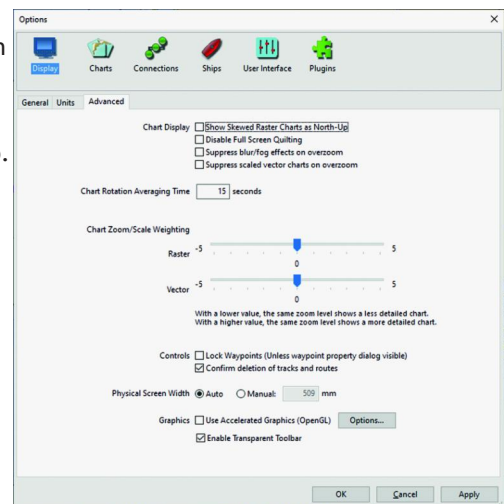 Options
Display Charts Connections Ships User Interface Plugins
General Units Advanced
Chart Display Show Skewed Raster Charts as North-Up
Disable Full Screen Quilting
Suppress blur/fog effects on overzoom
Suppress scaled vector charts on overzoom
Chart Rotation Averaging Time 15 seconds
Chart Zoom/Scale Weighting
Raster -5 5
0
Vector -5 5
0
With a lower value, the same zoom level shows a less detailed chart.
With a higher value, the same zoom level shows a more detailed chart.
Controls Lock Waypoints (Unless waypoint property dialog visible)
Confirm deletion of tracks and routes
Physical Screen Width Auto Manual: 509 mm
Graphics Use Accelerated Graphics (OpenGL) Options...
Enable Transparent Toolbar
OK Cancel Apply